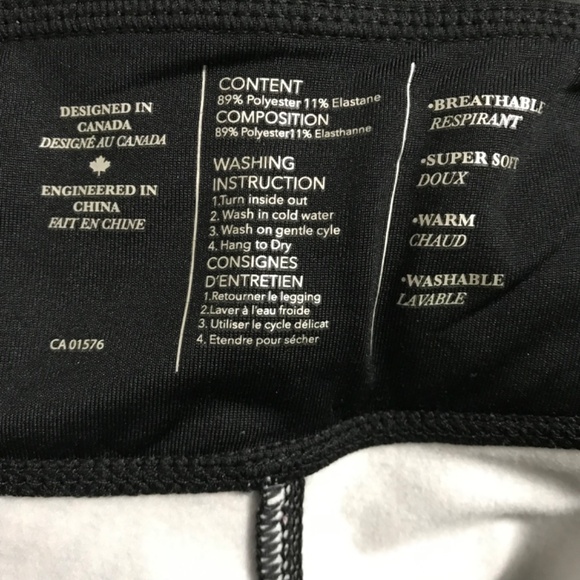 DESIGNED IN
CANADA
DESIGNÉ AU CANADA
ENGINEERED IN
CHINA
FAIT EN CHINE
CA 01576
CONTENT
89% Polyester 11% Elastane
COMPOSITION
89% Polyester11% Elasthanne
WASHING
INSTRUCTION
1.Turn inside out
2. Wash in cold water
3. Wash on gentle cyle
4. Hang to Dry
CONSIGNES
D'ENTRETIEN
1.Retourner le legging
2.Laver à l'eau froide
3. Utiliser le cycle délicat
4. Etendre pour sécher
•BREATHABLE
RESPIRANT
•SUPER SOFT
DOUX
•WARM
CHAUD
•WASHABLE
LAVABLE